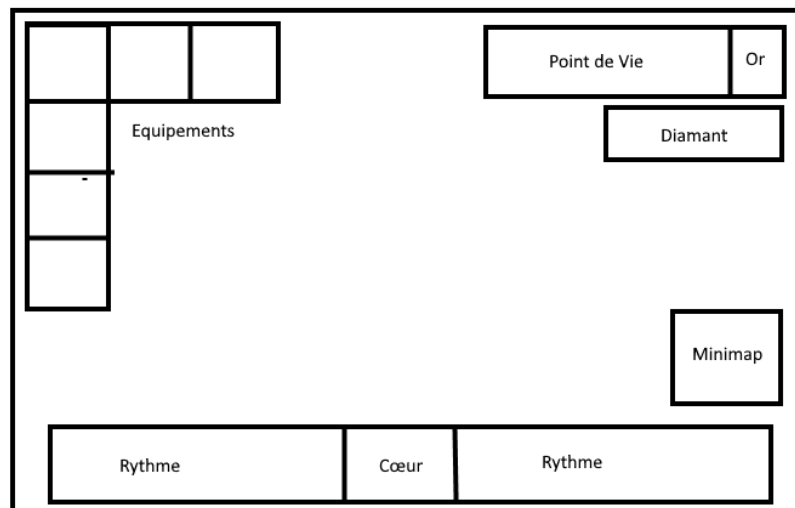 Point de Vie
Or
Equipements
Diamant
Minimap
Rythme
Cœur
Rythme